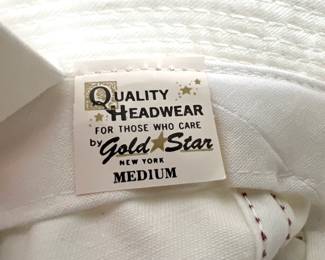 QUALITY
HEADWEAR
FOR THOSE WHO CARE
by Gold Star
NEW YORK
MEDIUM